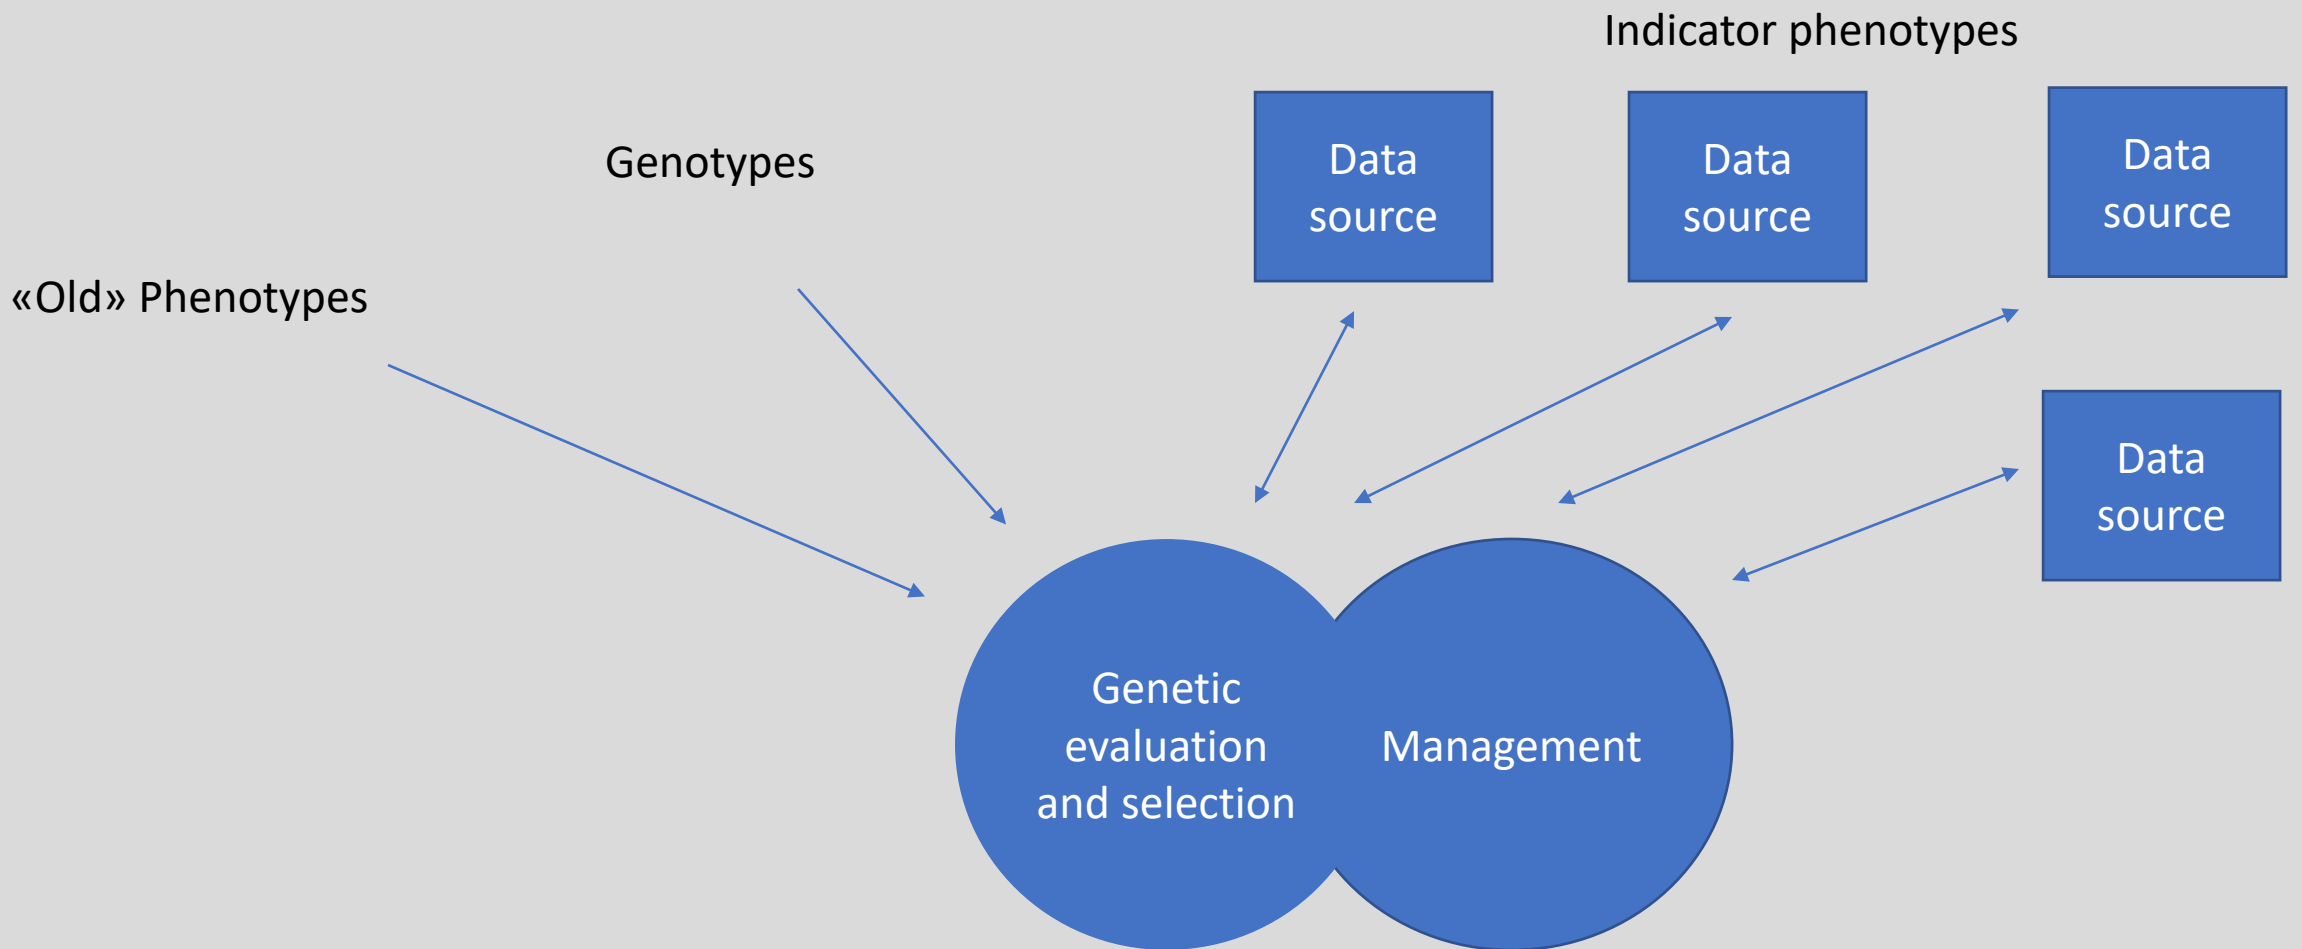 Indicator phenotypes
Genotypes
«Old» Phenotypes
Data
source
Data
source
Data
source
Data
source
Genetic
evaluation
and selection
Management